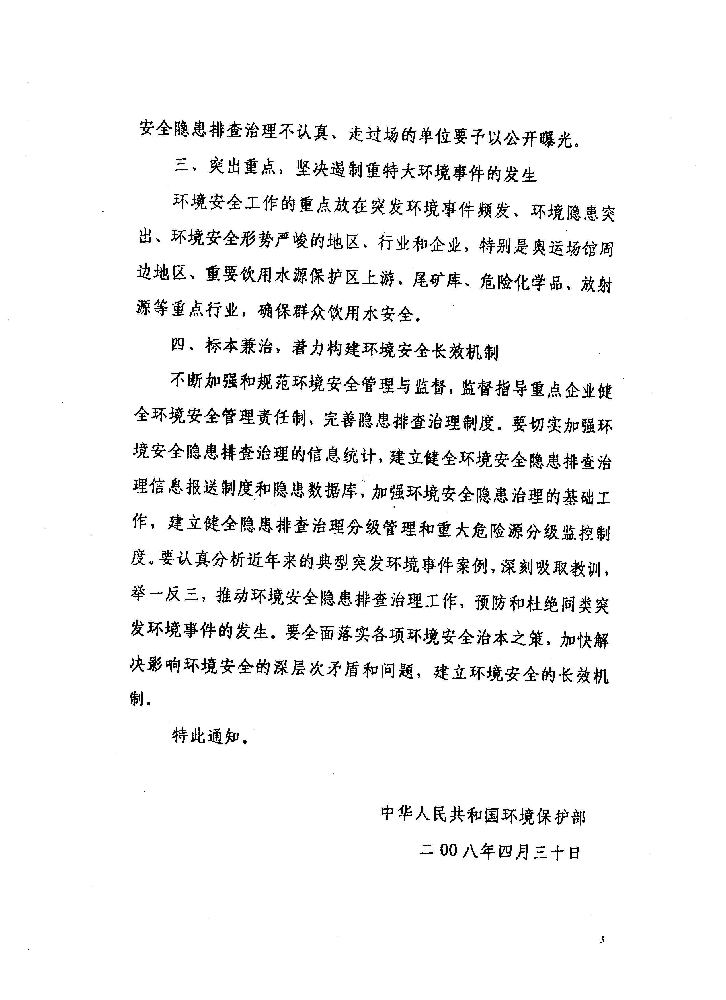 安全隐患排查治理不认真、走过场的单位要予以公开曝光。
三、突出重点，坚决遏制重特大环境事件的发生
环境安全工作的重点放在突发环境事件频发、环境隐患突
出、环境安全形势严峻的地区、行业和企业，特别是奥运场馆周
边地区、重要饮用水源保护区上游、尾矿库、危险化学品、放射
源等重点行业，确保群众饮用水安全。
四、标本兼治，着力构建环境安全长效机制
不断加强和规范环境安全管理与监督，监督指导重点企业健
全环境安全管理责任制，完善隐患排查治理制度。要切实加强环
境安全隐患排查治理的信息统计，建立健全环境安全隐患排查治
理信息报送制度和隐患数据库，加强环境安全隐患治理的基础工
作，建立健全隐患排查治理分级管理和重大危险源分级监控制
度。要认真分析近年来的典型突发环境事件案例，深刻吸取教训，
举一反三，推动环境安全隐患排查治理工作，预防和杜绝同类突
发环境事件的发生。要全面落实各项环境安全治本之策，加快解
决影响环境安全的深层次矛盾和问题，建立环境安全的长效机
制。
特此通知。
中华人民共和国环境保护部
二00八年四月三十日
3